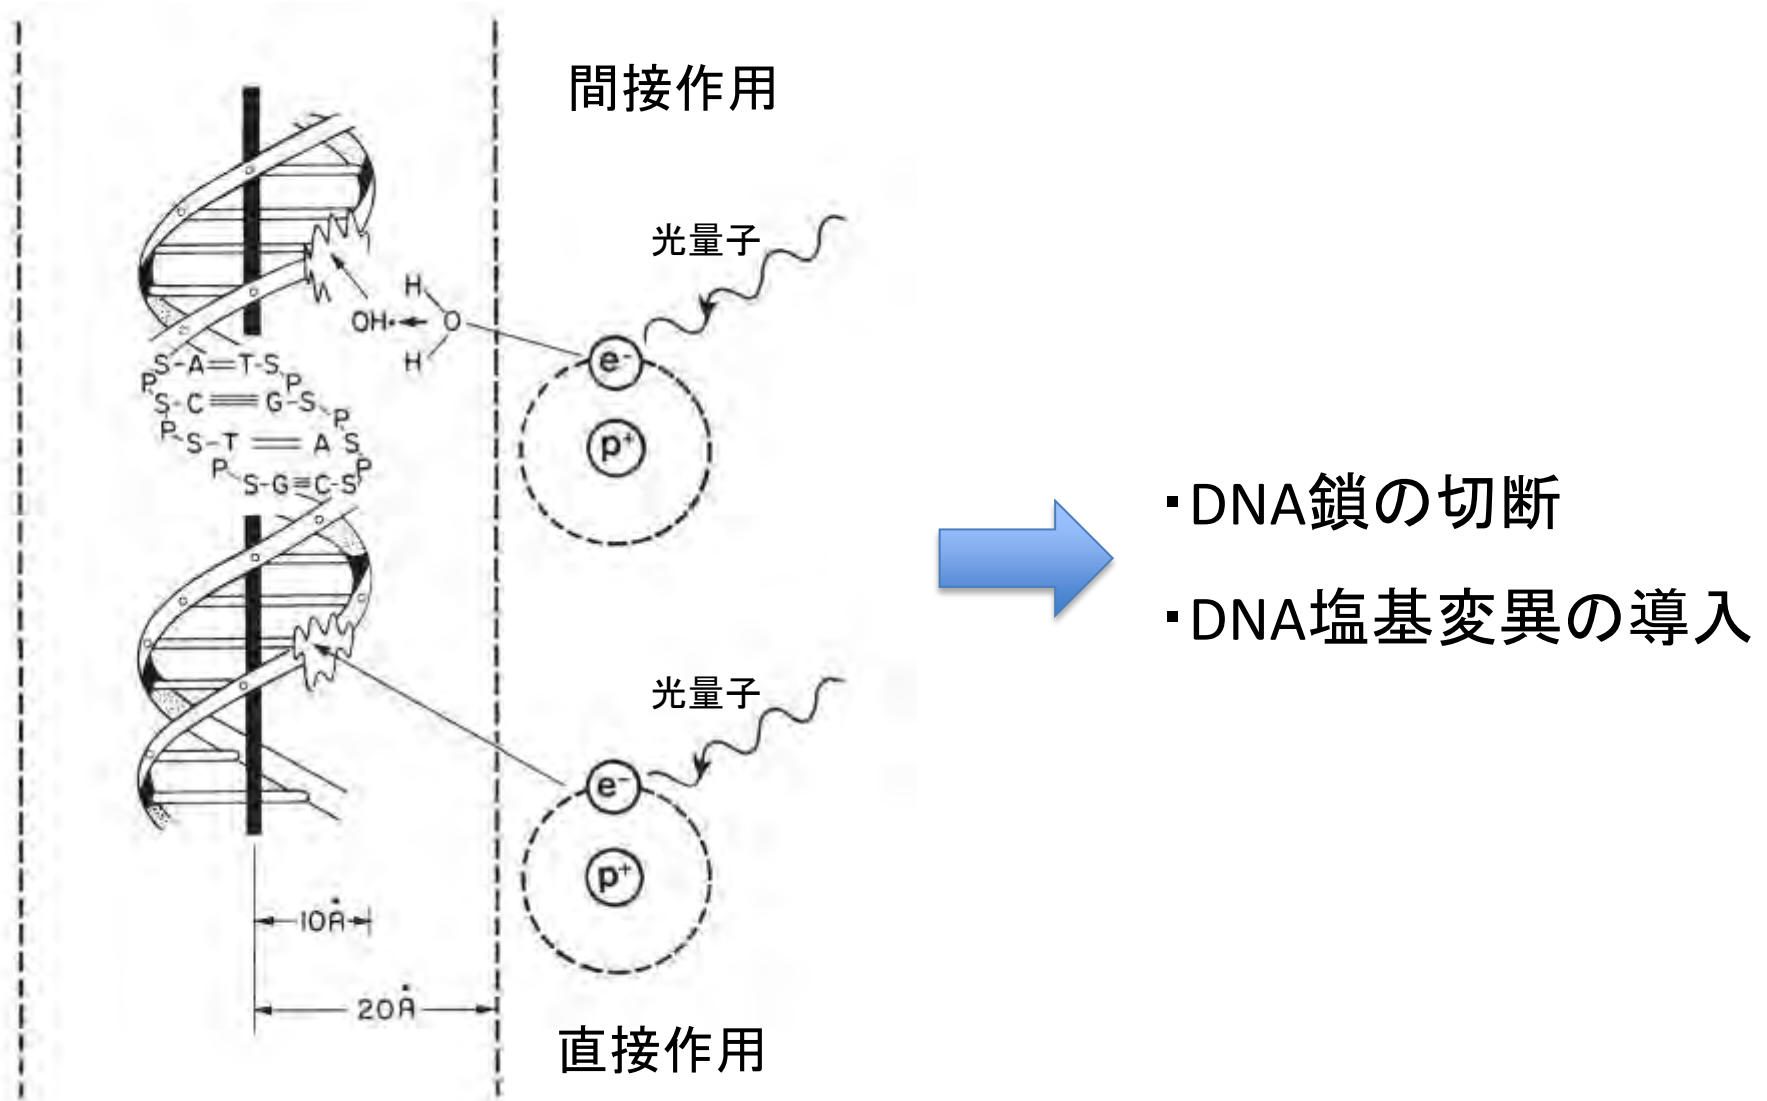 間接作用
光量子
H
OH・ O
H
e⁻
p⁺
S-A=T-S
P P
S-C≡G-S
P P
S-T=A S
P P
S-G≡C-S
・DNA鎖の切断
・DNA塩基変異の導入
光量子
e⁻
p⁺
10Å
20Å
直接作用